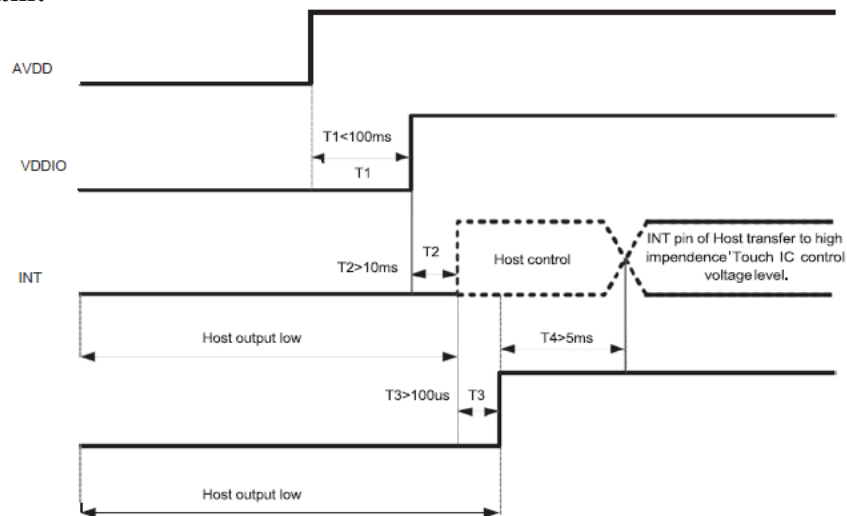 AVDD
T1<100ms
VDDIO
T1
T2
T2>10ms
Host control
INT pin of Host transfer to high
impendence'Touch IC control
voltage level.
INT
Host output low
T4>5ms
T3>100us
T3
Host output low